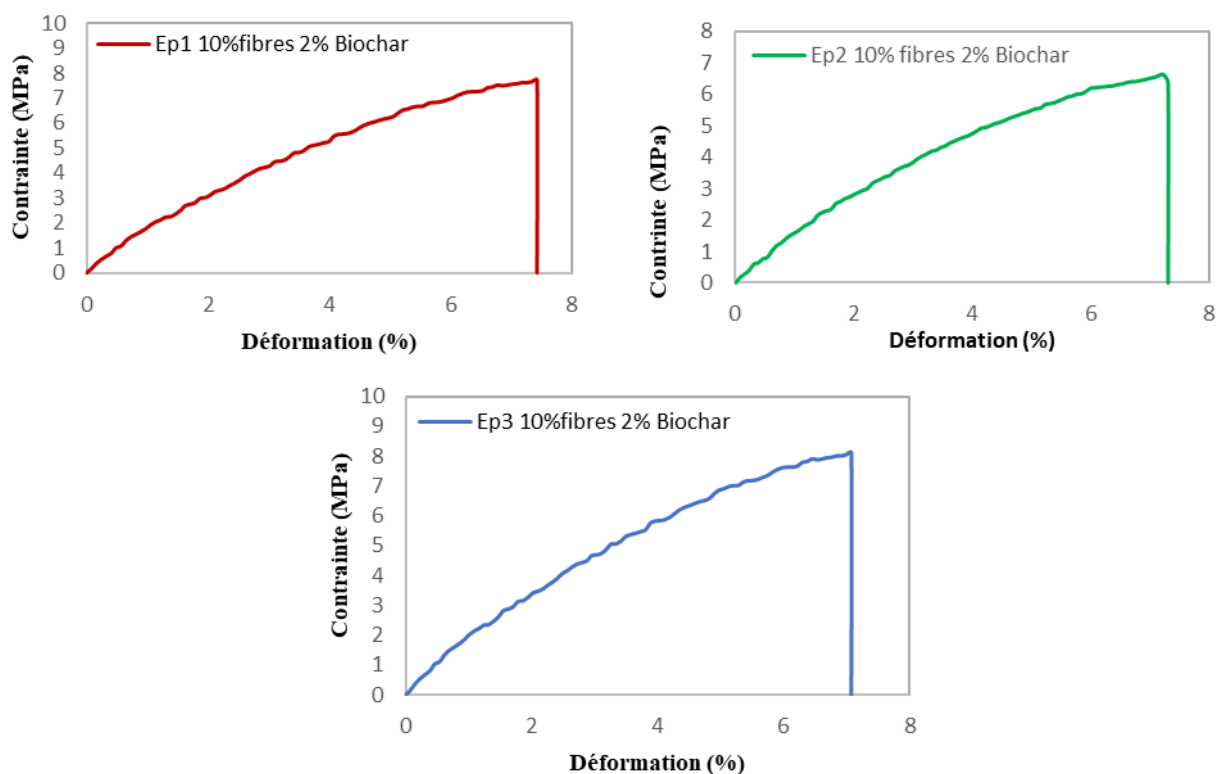 Ep1 10%fibres 2% Biochar
10
9
8
7
6
5
4
3
2
1
0
Contrainte (MPa)
0 2 4 6 8
Déformation (%)
Ep2 10% fibres 2% Biochar
8
7
6
5
4
3
2
1
0
Contrinte (MPa)
0 2 4 6 8
Déformation (%)
Ep3 10%fibres 2% Biochar
10
9
8
7
6
5
4
3
2
1
0
Contrainte (MPa)
0 2 4 6 8
Déformation (%)